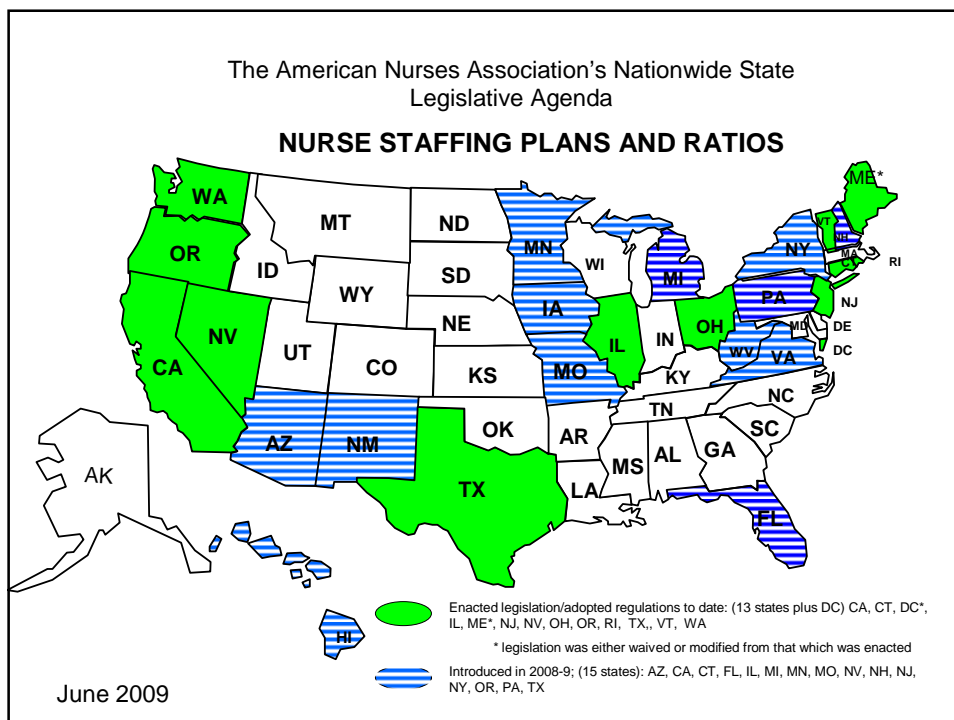 The American Nurses Association's Nationwide State
Legislative Agenda
NURSE STAFFING PLANS AND RATIOS
WA
MT
ND
MN
ME*
VT
NH
OR
ID
SD
WI
MI
NY
MA
RI
CT
WY
NE
IA
PA
NJ
NV
UT
CO
IL
IN
OH
MD
DE
CA
KS
MO
WV
VA
DC
KY
NC
AZ
NM
OK
AR
TN
SC
AK
TX
LA
MS
AL
GA
FL
HI
Enacted legislation/adopted regulations to date: (13 states plus DC) CA, CT, DC*,
IL, ME*, NJ, NV, OH, OR, RI, TX,, VT, WA
* legislation was either waived or modified from that which was enacted
Introduced in 2008-9; (15 states): AZ, CA, CT, FL, IL, MI, MN, MO, NV, NH, NJ,
NY, OR, PA, TX
June 2009